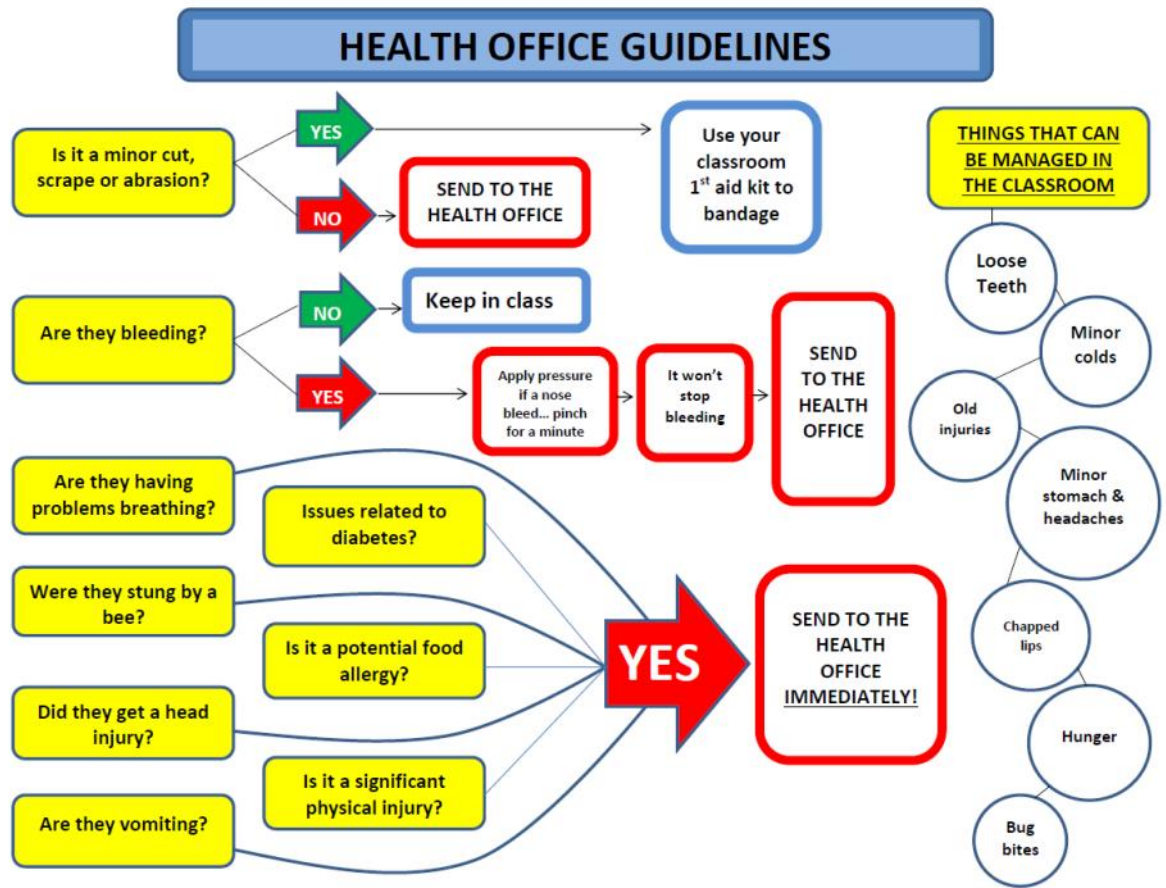 HEALTH OFFICE GUIDELINES
Is it a minor cut,
scrape or abrasion?
YES
Use your
classroom
1st aid kit to
bandage
NO
SEND TO THE
HEALTH OFFICE
Are they bleeding?
NO
Keep in class
YES
Apply pressure
if a nose
bleed... pinch
for a minute
It won't
stop
bleeding
SEND
TO THE
HEALTH
OFFICE
Are they having
problems breathing?
Issues related to
diabetes?
Were they stung by a
bee?
Is it a potential food
allergy?
Did they get a head
injury?
Is it a significant
physical injury?
Are they vomiting?
YES
SEND TO THE
HEALTH
OFFICE
IMMEDIATELY!
THINGS THAT CAN
BE MANAGED IN
THE CLASSROOM
Loose
Teeth
Minor
colds
Old
injuries
Minor
stomach &
headaches
Chapped
lips
Hunger
Bug
bites